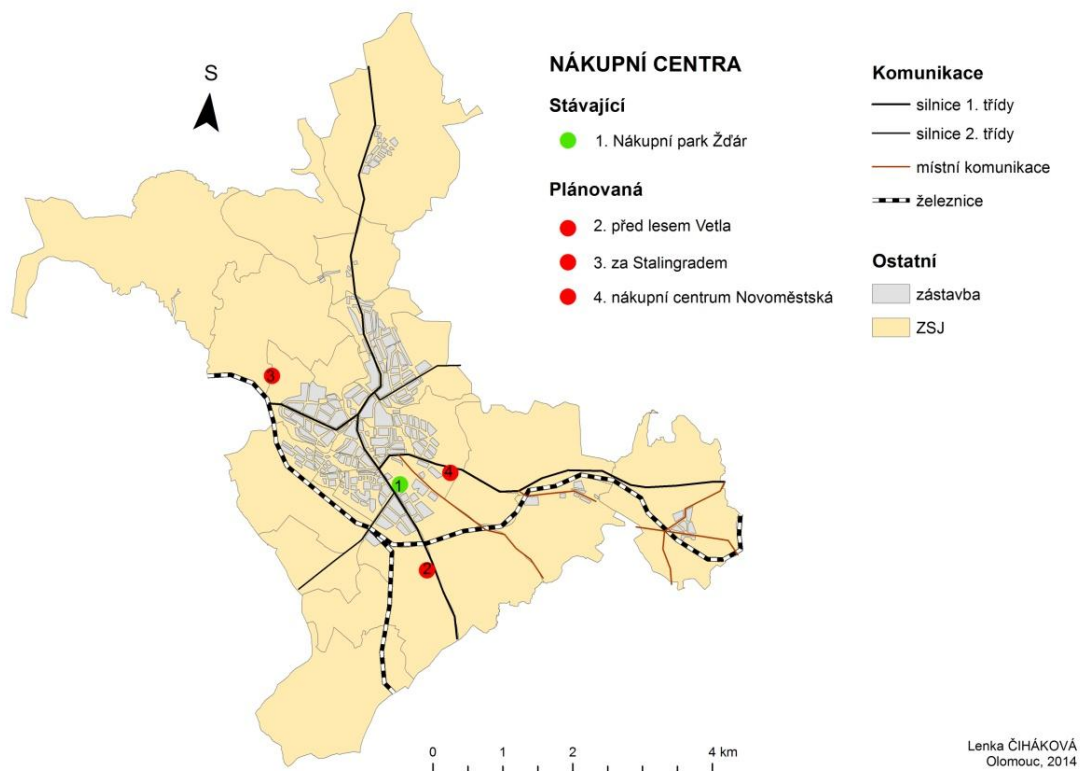 S
NÁKUPNÍ CENTRA
Stávající
1. Nákupní park Žďár
Plánovaná
2. před lesem Vetla
3. za Stalingradem
4. nákupní centrum Novoměstská
Komunikace
silnice 1. třídy
silnice 2. třídy
místní komunikace
železnice
Ostatní
zástavba
ZSJ
3
4
1
2
0 1 2 4 km
Lenka ČIHÁKOVÁ
Olomouc, 2014